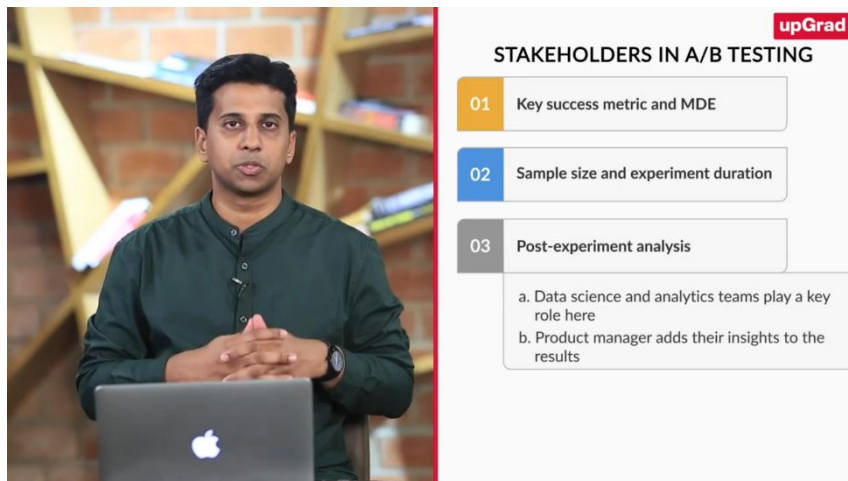 upGrad
STAKEHOLDERS IN A/B TESTING
01
Key success metric and MDE
02
Sample size and experiment duration
03
Post-experiment analysis
a. Data science and analytics teams play a key
role here
b. Product manager adds their insights to the
results